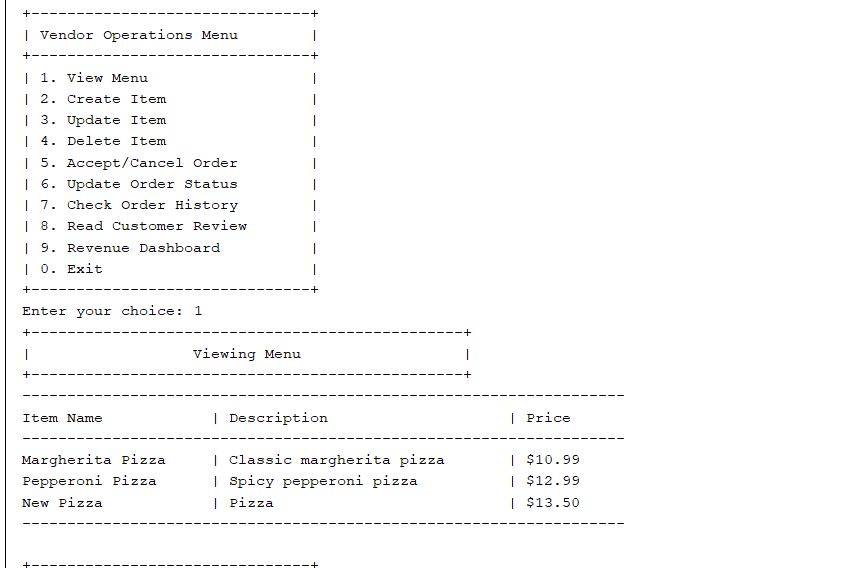 +-------------------------------+
| Vendor Operations Menu        |
+-------------------------------+
| 1. View Menu                  |
| 2. Create Item                |
| 3. Update Item                |
| 4. Delete Item                |
| 5. Accept/Cancel Order        |
| 6. Update Order Status        |
| 7. Check Order History        |
| 8. Read Customer Review       |
| 9. Revenue Dashboard          |
| 0. Exit                       |
+-------------------------------+
Enter your choice: 1
+------------------------------------------------+
|                  Viewing Menu                  |
+------------------------------------------------+
-------------------------------------------------------------------
Item Name            | Description                    | Price
-------------------------------------------------------------------
Margherita Pizza     | Classic margherita pizza       | $10.99
Pepperoni Pizza      | Spicy pepperoni pizza          | $12.99
New Pizza            | Pizza                          | $13.50
-------------------------------------------------------------------
+-------------------------------+